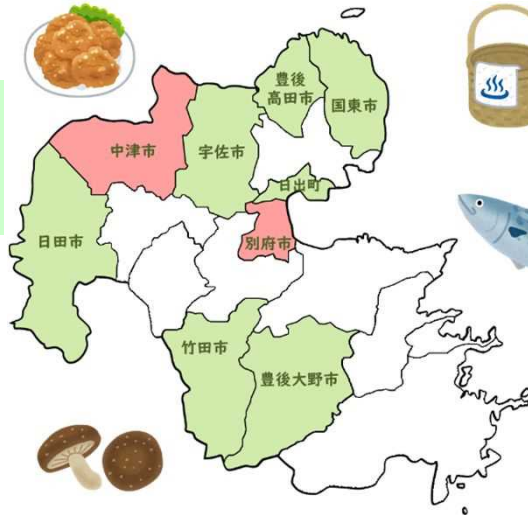 豊後
高田市
国東市
中津市
宇佐市
日出町
日田市
別府市
竹田市
豊後大野市